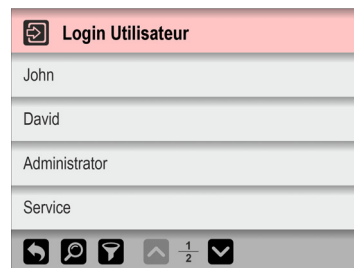 Login Utilisateur
John
David
Administrator
Service
1
2